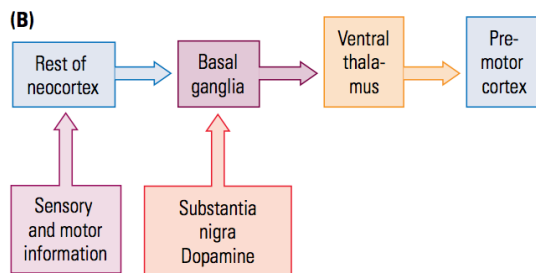 (B)
Rest of
neocortex
Basal
ganglia
Ventral
thala-
mus
Pre-
motor
cortex
Sensory
and motor
information
Substantia
nigra
Dopamine